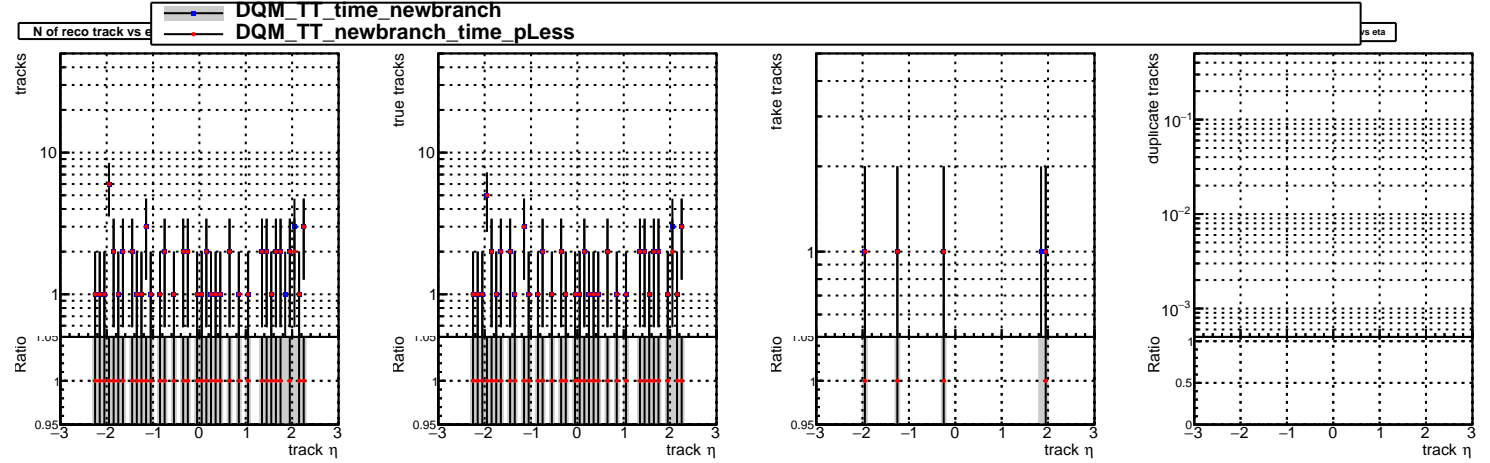 DQM_TT_time_newbranch
DQM_TT_newbranch_time_pLess
N of reco track vs e
vs eta
tracks
10
1
Ratio
1.05
1
0.95
−3 −2 −1 0 1 2 3
track η
true tracks
10
1
Ratio
1.05
1
0.95
−3 −2 −1 0 1 2 3
track η
fake tracks
1
Ratio
1.05
1
0.95
−3 −2 −1 0 1 2 3
track η
duplicate tracks
10−1
10−2
10−3
Ratio
1
0.5
0
−3 −2 −1 0 1 2 3
track η